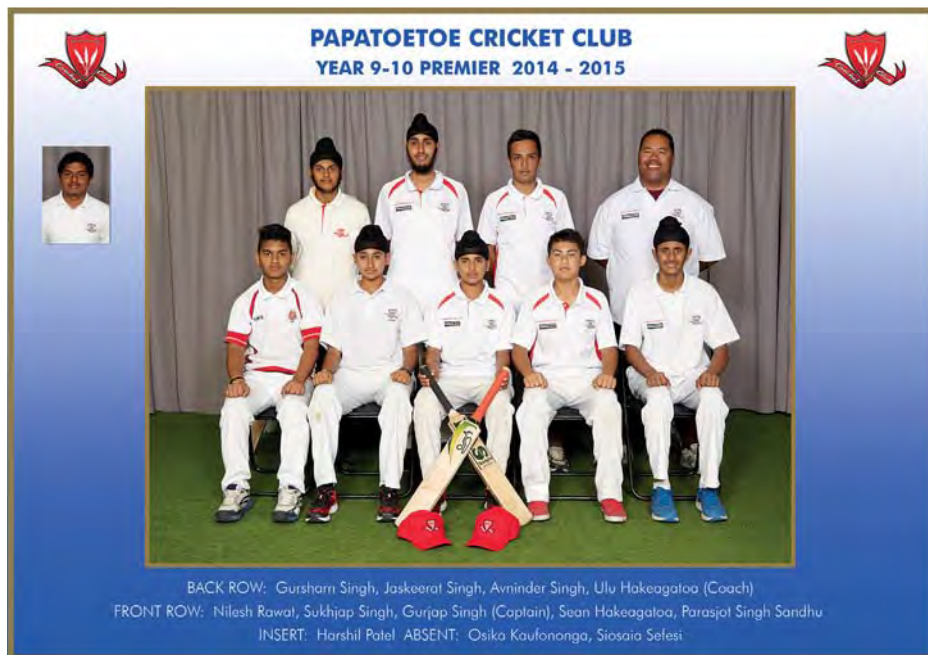 PAPATOETOE CRICKET CLUB
YEAR 9-10 PREMIER 2014 - 2015
BACK ROW: Gursharn Singh, Jaskeerat Singh, Avninder Singh, Ulu Hakeagatoa (Coach)
FRONT ROW: Nilesh Rawat, Sukhjap Singh, Gurjap Singh (Captain), Sean Hakeagatoa, Parasjot Singh Sandhu
INSERT: Harshil Patel ABSENT: Osika Kaufononga, Siosaia Sefesi